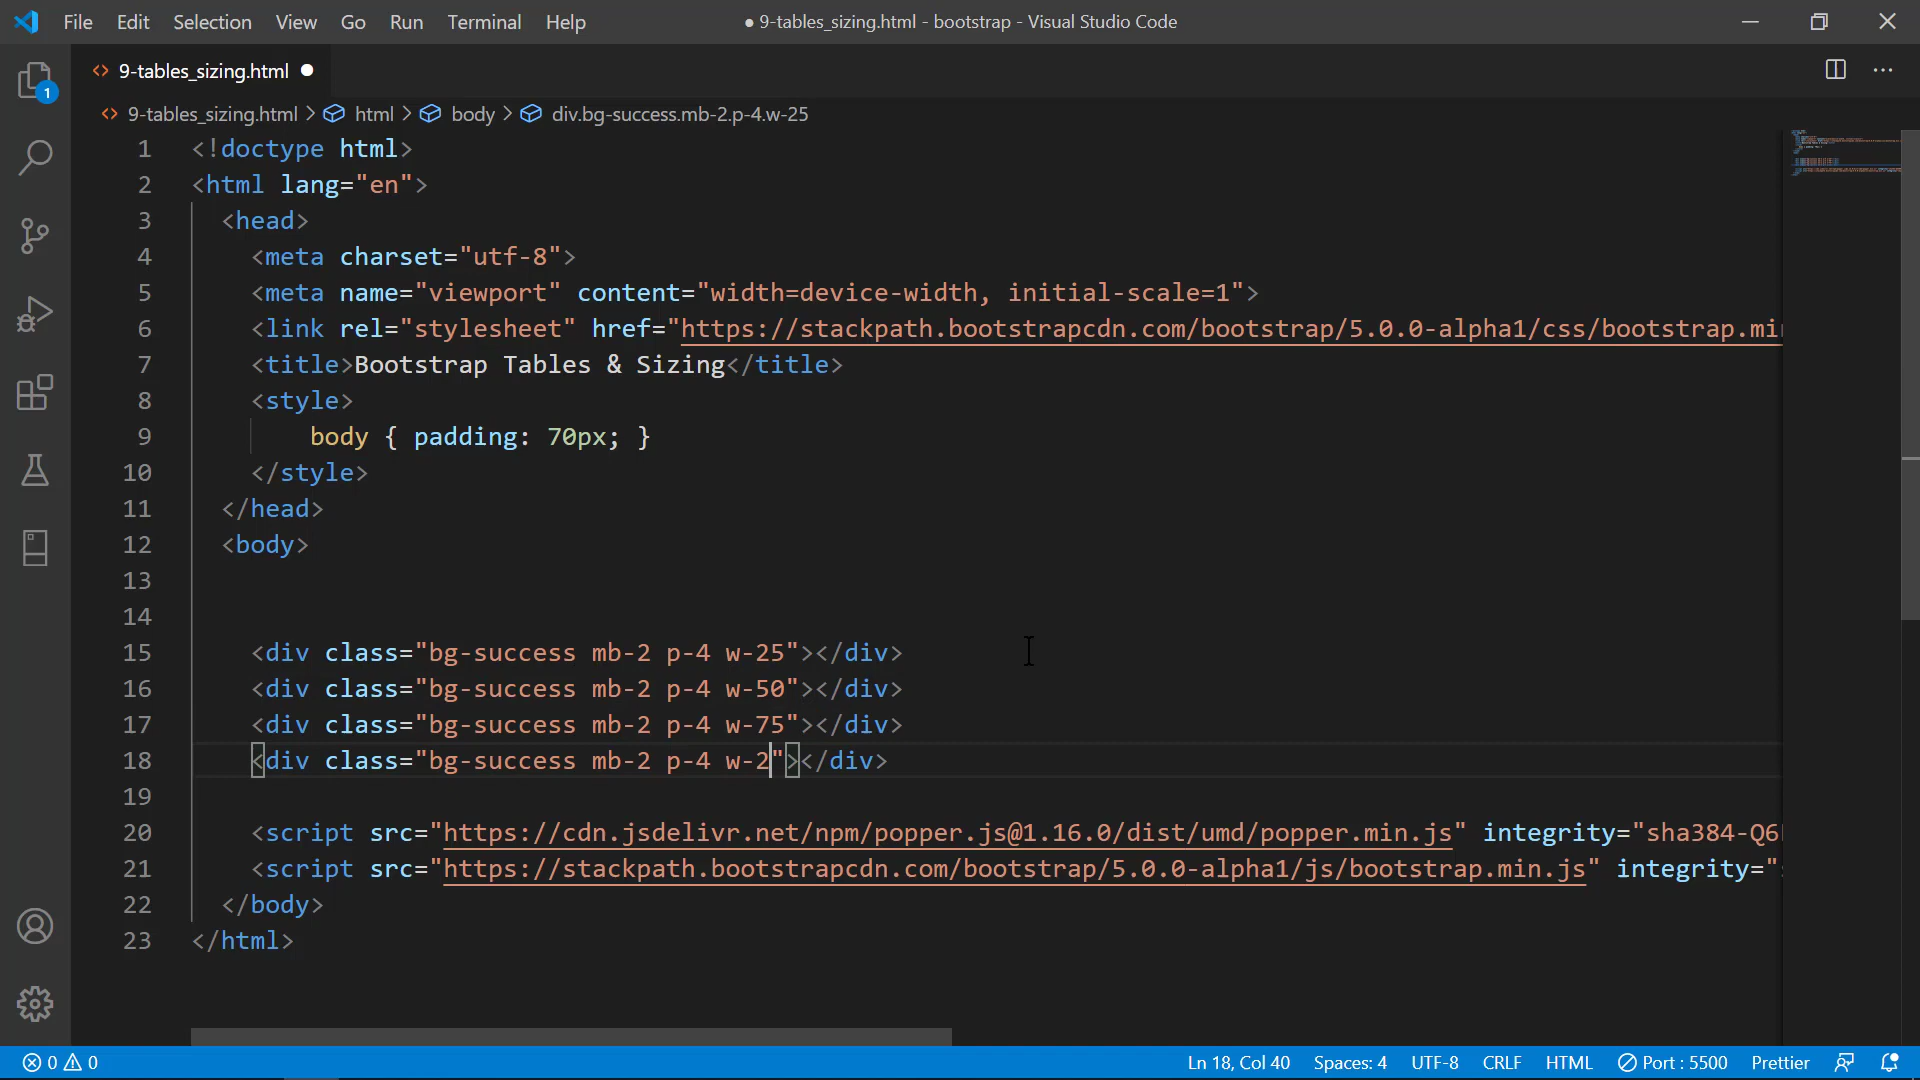 File Edit Selection View Go Run Terminal Help ● 9-tables_sizing.html - bootstrap - Visual Studio Code
<> 9-tables_sizing.html ●
<> 9-tables_sizing.html > html > body > div.bg-success.mb-2.p-4.w-25
1 <!doctype html>
2 <html lang="en">
3 <head>
4 <meta charset="utf-8">
5 <meta name="viewport" content="width=device-width, initial-scale=1">
6 <link rel="stylesheet" href="https://stackpath.bootstrapcdn.com/bootstrap/5.0.0-alpha1/css/bootstrap.min
7 <title>Bootstrap Tables & Sizing</title>
8 <style>
9 body { padding: 70px; }
10 </style>
11 </head>
12 <body>
13
14
15 <div class="bg-success mb-2 p-4 w-25"></div>
16 <div class="bg-success mb-2 p-4 w-50"></div>
17 <div class="bg-success mb-2 p-4 w-75"></div>
18 <div class="bg-success mb-2 p-4 w-2"></div>
19
20 <script src="https://cdn.jsdelivr.net/npm/popper.js@1.16.0/dist/umd/popper.min.js" integrity="sha384-Q6
21 <script src="https://stackpath.bootstrapcdn.com/bootstrap/5.0.0-alpha1/js/bootstrap.min.js" integrity="
22 </body>
23 </html>
1
0 0 Ln 18, Col 40 Spaces: 4 UTF-8 CRLF HTML Port : 5500 Prettier